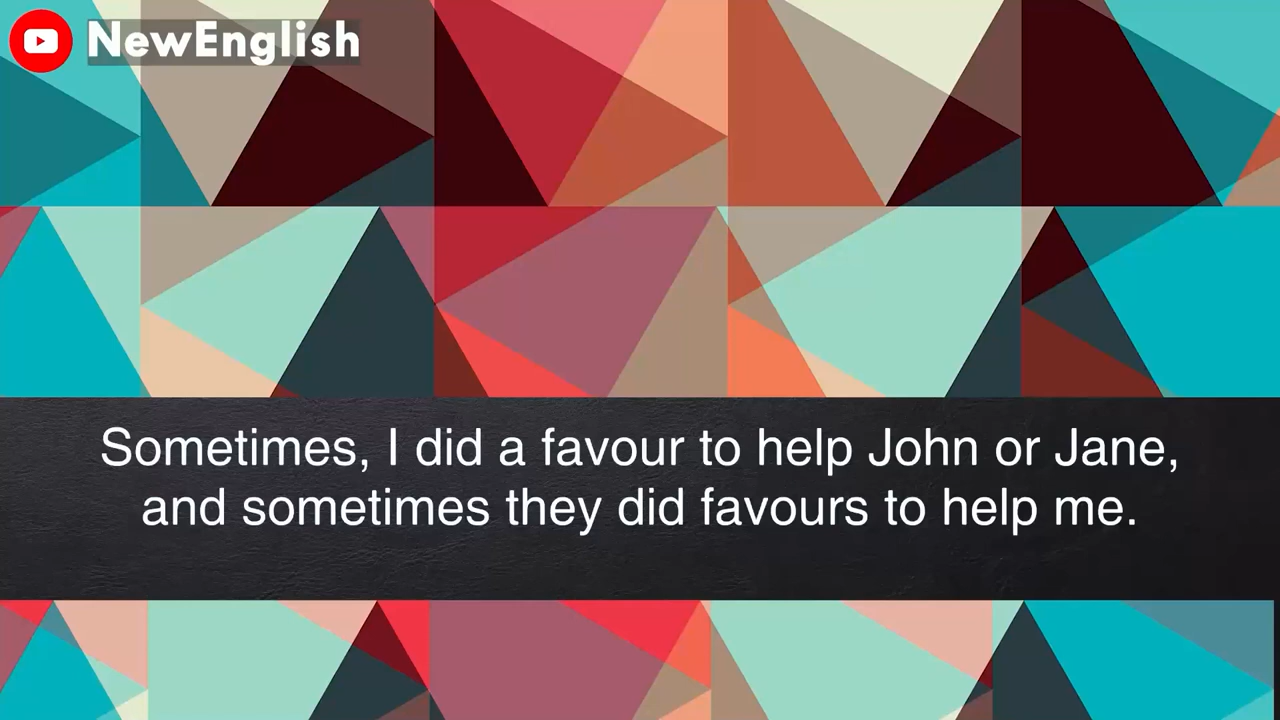 NewEnglish
Sometimes, I did a favour to help John or Jane,
and sometimes they did favours to help me.